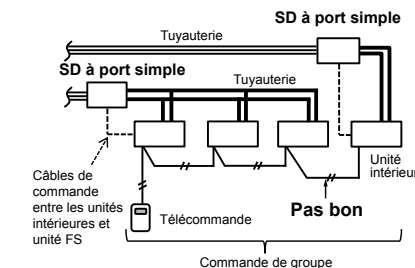 SD à port simple
Tuyauterie
SD à port simple
Tuyauterie
Câbles de
commande
entre les unités
intérieures et
unité FS
Télécommande
Pas bon
Unité
intérieur
Commande de groupe